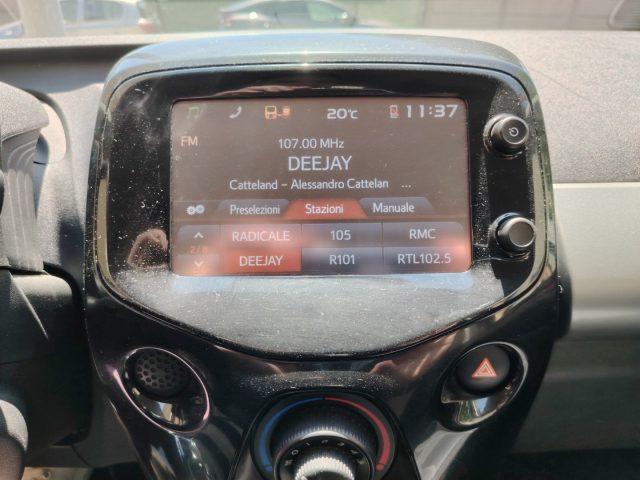 20°C 11:37
FM
107.00 MHz
DEEJAY
Catteland - Alessandro Cattelan ...
Preselezioni Stazioni Manuale
RADICALE 105 RMC
DEEJAY R101 RTL102.5